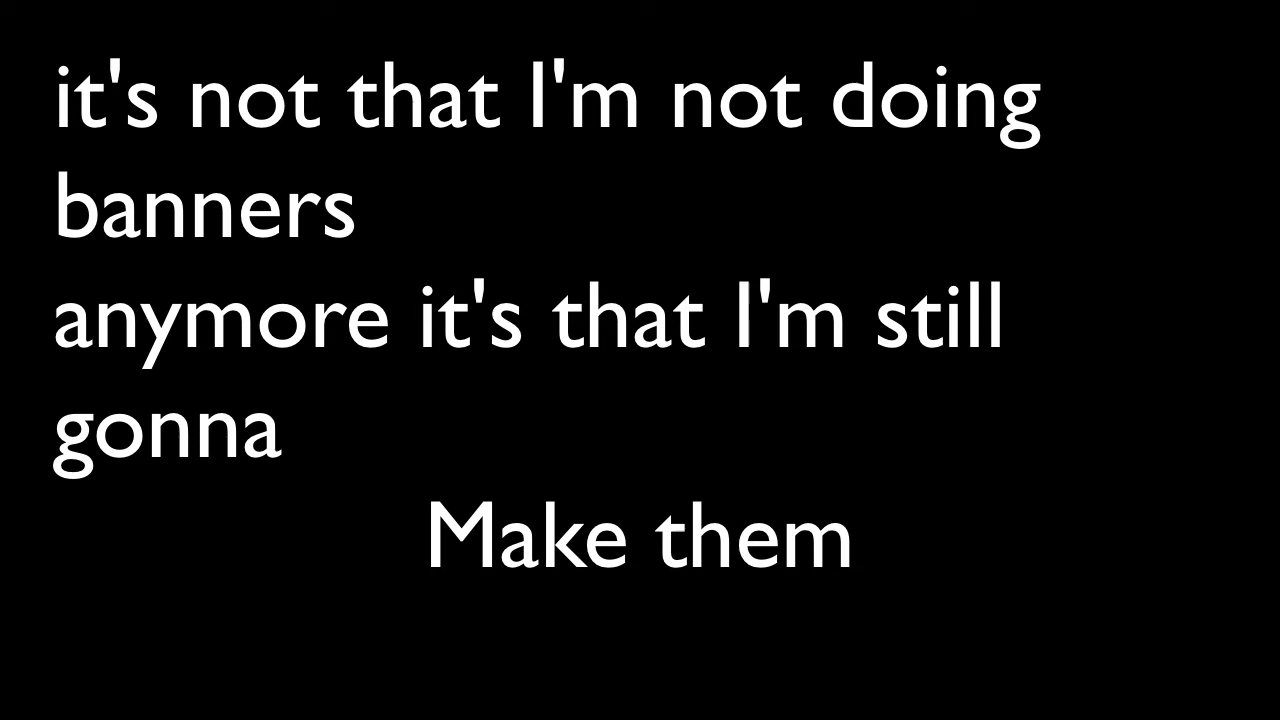 it's not that I'm not doing
banners
anymore it's that I'm still
gonna
Make them